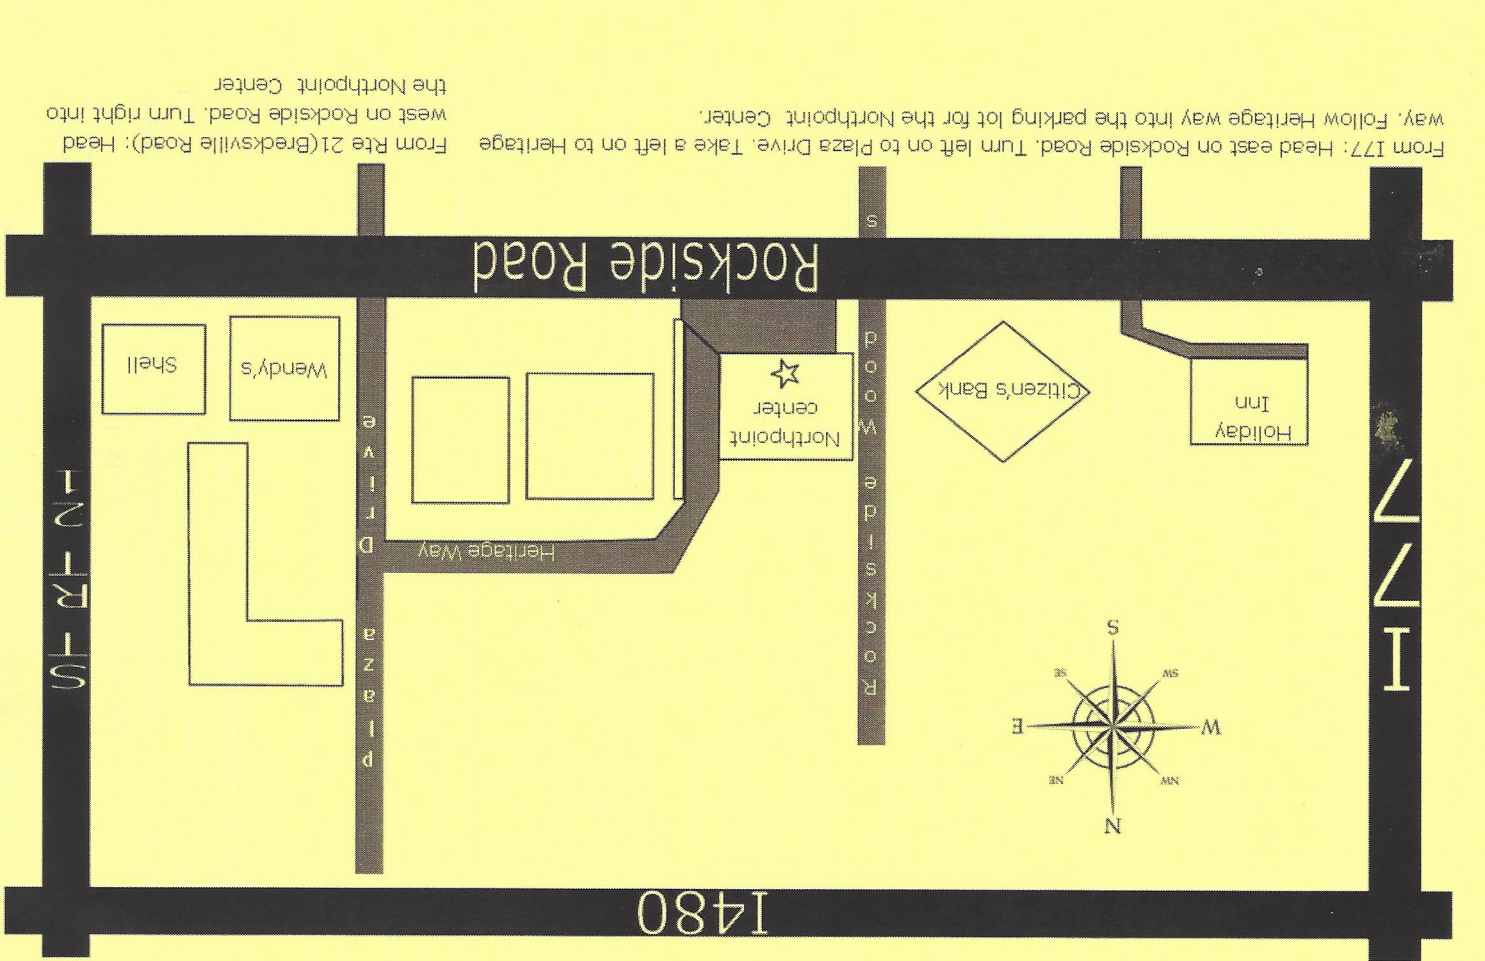 I480
N
NW
NE
W
E
SW
SE
S
I77
Rockside Woods
Plaza Drive
ST RT 21
Heritage Way
Holiday
Inn
Citizen's Bank
Northpoint
center
Wendy's
Shell
Rockside Road
From I77: Head east on Rockside Road. Turn left on to Plaza Drive. Take a left on to Heritage
way. Follow Heritage way into the parking lot for the Northpoint Center.
From Rte 21(Brecksville Road): Head
west on Rockside Road. Turn right into
the Northpoint Center